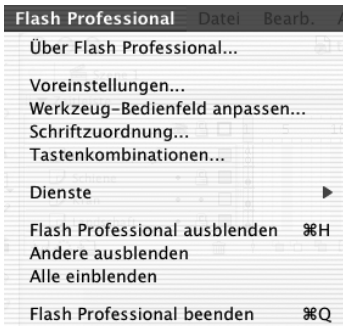 Flash Professional Datei Bearb.
Über Flash Professional...
Voreinstellungen...
Werkzeug-Bedienfeld anpassen...
Schriftzuordnung...
Tastenkombinationen...
Dienste ▶
Flash Professional ausblenden ⌘H
Andere ausblenden
Alle einblenden
Flash Professional beenden ⌘Q